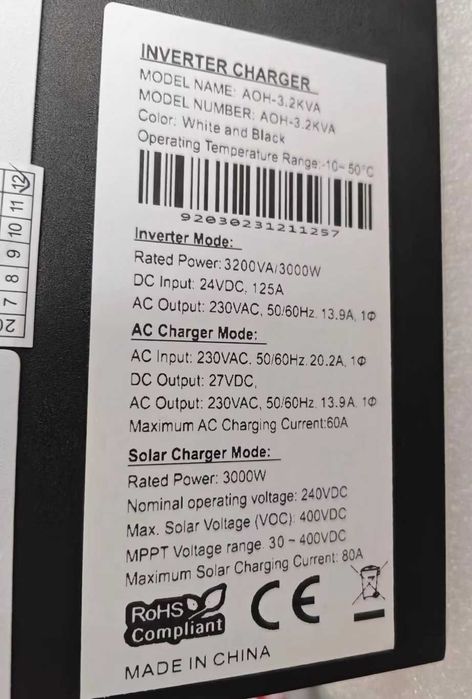 INVERTER CHARGER
MODEL NAME: AOH-3.2KVA
MODEL NUMBER: AOH-3.2KVA
Color: White and Black
Operating Temperature Range:-10~ 50°C
92030231211257
Inverter Mode:
Rated Power: 3200VA/3000W
DC Input: 24VDC, 125A
AC Output: 230VAC, 50/60Hz. 13.9A, 1Φ
AC Charger Mode:
AC Input: 230VAC, 50/60Hz. 20.2A, 1Φ
DC Output: 27VDC,
AC Output: 230VAC, 50/60Hz. 13.9A. 1Φ
Maximum AC Charging Current:60A
Solar Charger Mode:
Rated Power: 3000W
Nominal operating voltage: 240VDC
Max. Solar Voltage (VOC): 400VDC
MPPT Voltage range. 30 ~ 400VDC
Maximum Solar Charging Current: 80A
RoHS
Compliant
CE
MADE IN CHINA
7 8 9 10 11 12